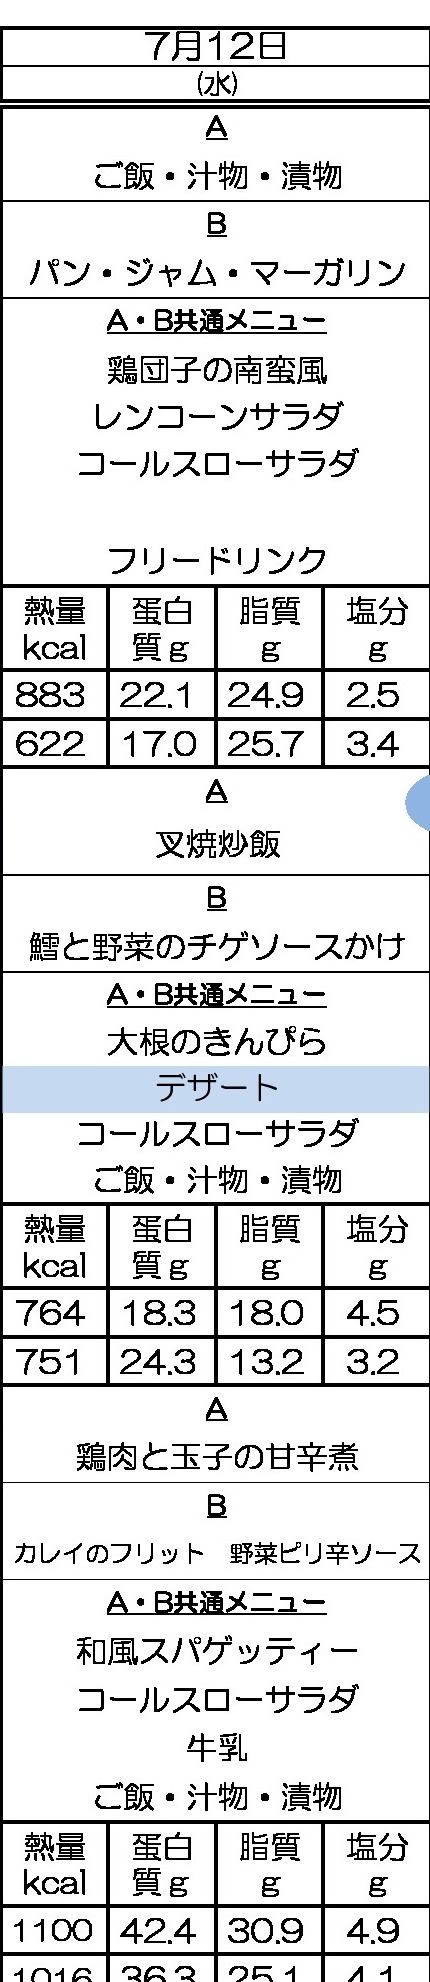 7月12日
(水)
A
ご飯・汁物・漬物
B
パン・ジャム・マーガリン
A・B共通メニュー
鶏団子の南蛮風
レンコーンサラダ
コールスローサラダ
フリードリンク
熱量 蛋白 脂質 塩分
kcal 質g g g
883 22.1 24.9 2.5
622 17.0 25.7 3.4
A
叉焼炒飯
B
鱈と野菜のチゲソースかけ
A・B共通メニュー
大根のきんぴら
デザート
コールスローサラダ
ご飯・汁物・漬物
熱量 蛋白 脂質 塩分
kcal 質g g g
764 18.3 18.0 4.5
751 24.3 13.2 3.2
A
鶏肉と玉子の甘辛煮
B
カレイのフリット 野菜ピリ辛ソース
A・B共通メニュー
和風スパゲッティー
コールスローサラダ
牛乳
ご飯・汁物・漬物
熱量 蛋白 脂質 塩分
kcal 質g g g
1100 42.4 30.9 4.9
1016 36.3 25.1 4.1